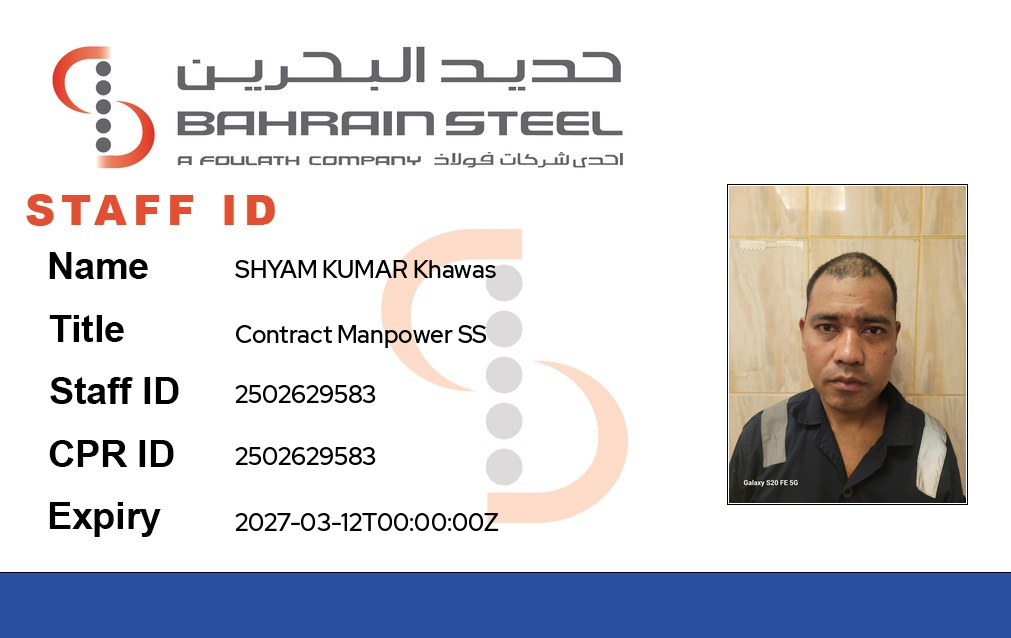 حديد البحرين
BAHRAIN STEEL
A FOULATH COMPANY احدى شركات فولاذ
STAFF ID
Name SHYAM KUMAR Khawas
Title Contract Manpower SS
Staff ID 2502629583
CPR ID 2502629583
Expiry 2027-03-12T00:00:00Z
Galaxy S20 FE 5G